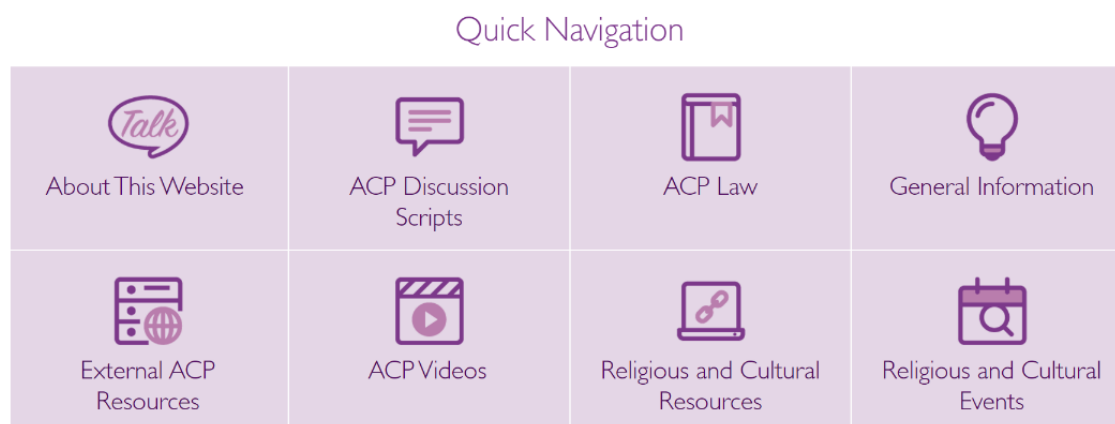 Quick Navigation
Talk
About This Website
ACP Discussion
Scripts
ACP Law
General Information
External ACP
Resources
ACP Videos
Religious and Cultural
Resources
Religious and Cultural
Events